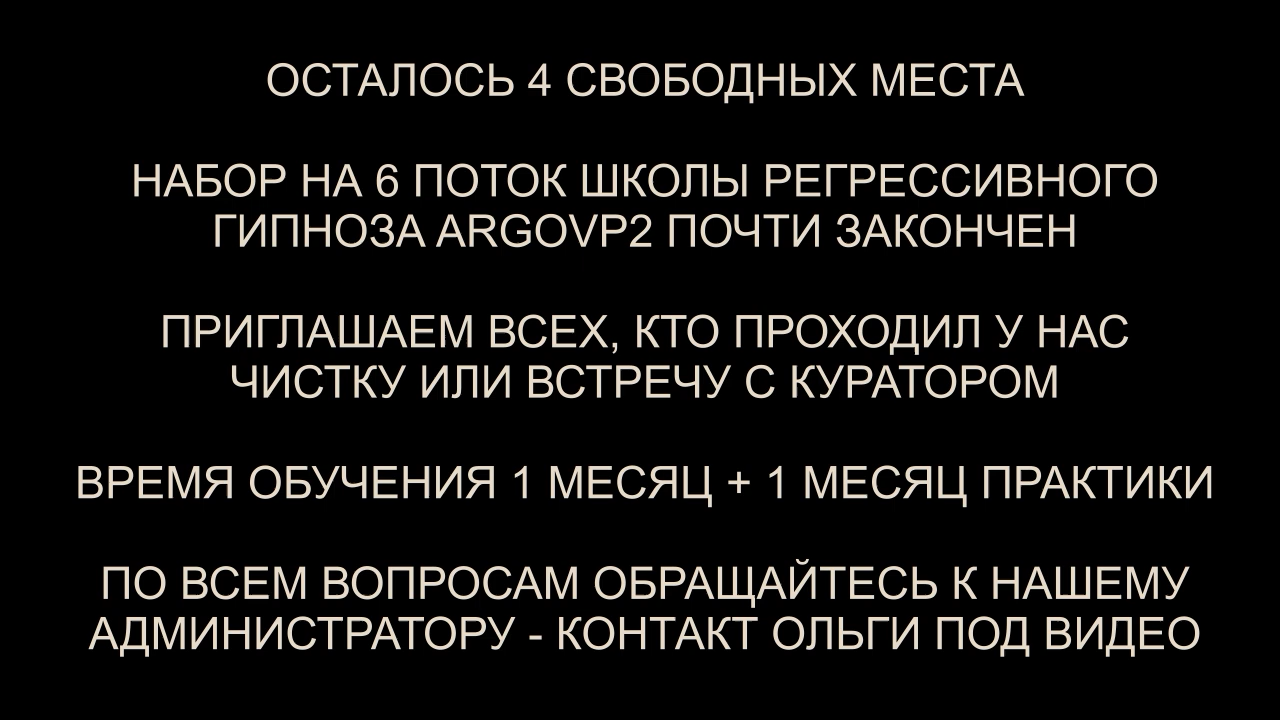 ОСТАЛОСЬ 4 СВОБОДНЫХ МЕСТА
НАБОР НА 6 ПОТОК ШКОЛЫ РЕГРЕССИВНОГО
ГИПНОЗА ARGOVP2 ПОЧТИ ЗАКОНЧЕН
ПРИГЛАШАЕМ ВСЕХ, КТО ПРОХОДИЛ У НАС
ЧИСТКУ ИЛИ ВСТРЕЧУ С КУРАТОРОМ
ВРЕМЯ ОБУЧЕНИЯ 1 МЕСЯЦ + 1 МЕСЯЦ ПРАКТИКИ
ПО ВСЕМ ВОПРОСАМ ОБРАЩАЙТЕСЬ К НАШЕМУ
АДМИНИСТРАТОРУ - КОНТАКТ ОЛЬГИ ПОД ВИДЕО